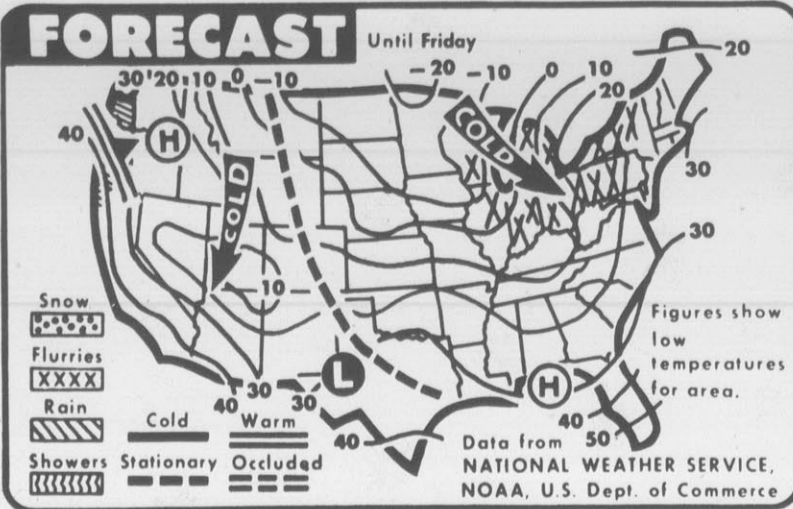 FORECAST
Until Friday
30 20 10 0 -10
-20 -10 0 10 20
20
40
H
COLD
COLD
30
30
-10-
Snow
Flurries
XXXX
Rain
Showers
Cold
Warm
Stationary
Occluded
40 30 30
L
H
40
40
50
Figures show
low
temperatures
for area.
Data from
NATIONAL WEATHER SERVICE,
NOAA, U.S. Dept. of Commerce